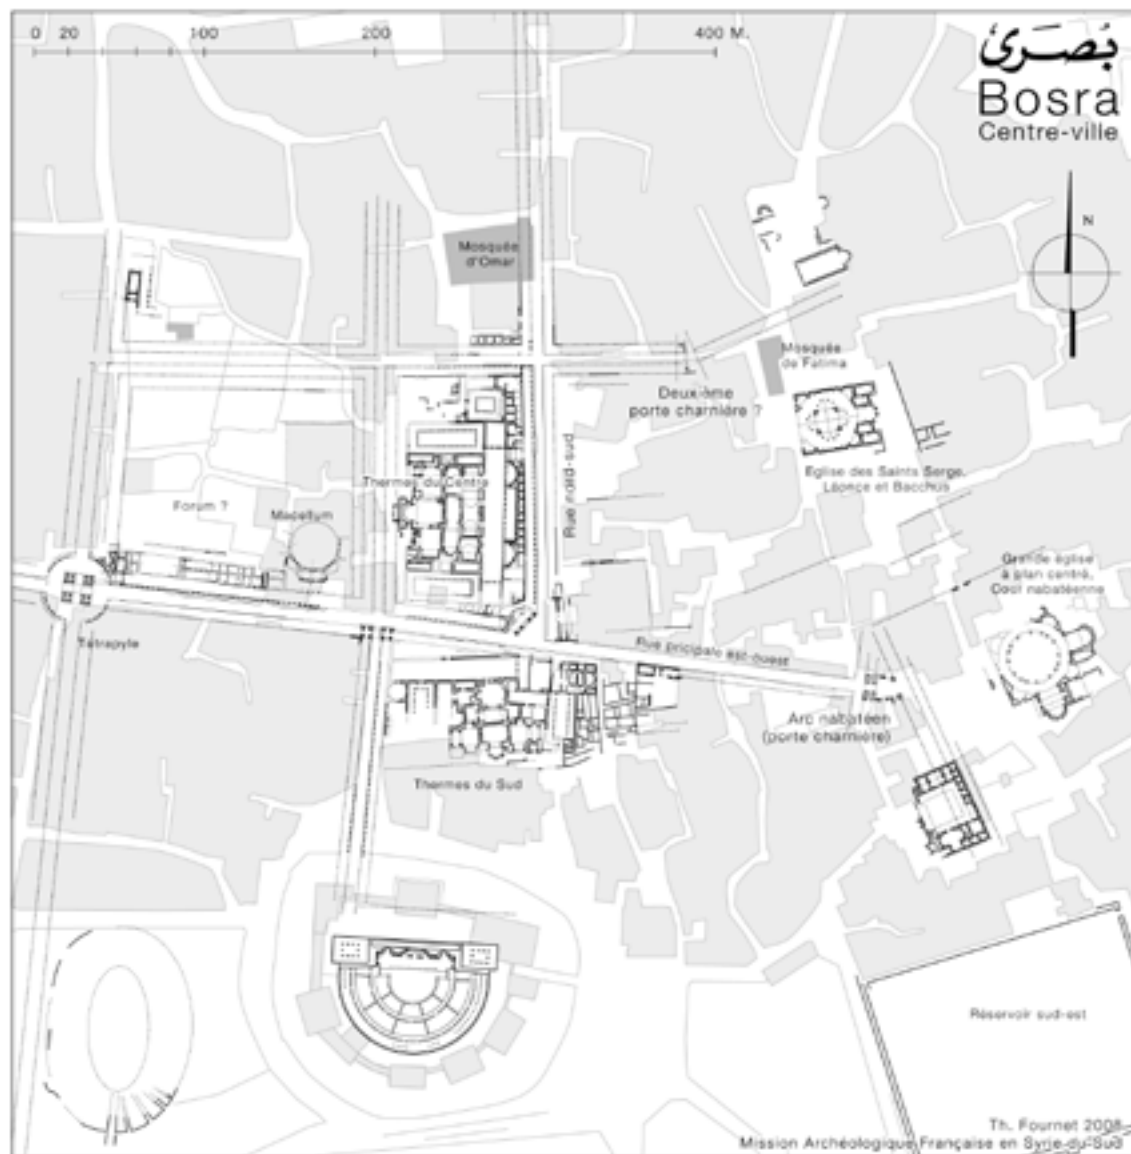 0 20 100 200 400 M.
بُصرى
Bosra
Centre-ville
N
Mosquée
d'Omar
Mosquée
de Fatima
Deuxième
porte charnière ?
Eglise des Saints Serge,
Léonce et Bacchus
Thermes du Centre
Rue nord-sud
Forum ?
Macellum
Grande église
à plan centré,
Cool nabatéenne
Tétrapyle
Rue pricipale est-ouest
Arc nabatéen
(porte charnière)
Thermes du Sud
Réservoir sud-est
Th. Fournet 2008
Mission Archéologique Française en Syrie-du-Sud